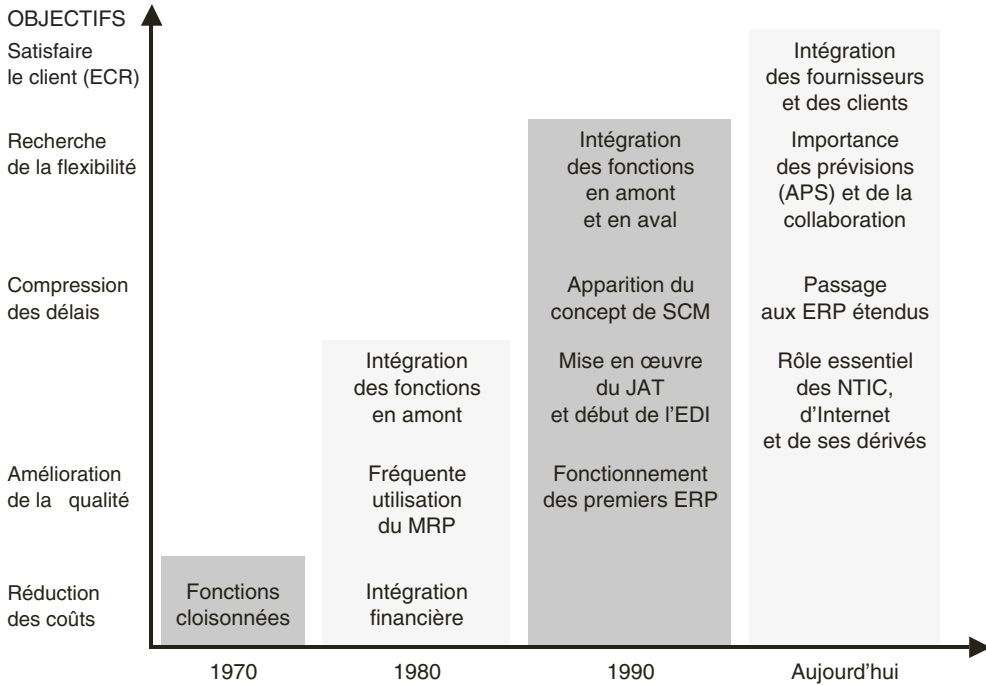 OBJECTIFS
Satisfaire
le client (ECR)
Recherche
de la flexibilité
Compression
des délais
Amélioration
de la qualité
Réduction
des coûts
Fonctions
cloisonnées
Intégration
des fonctions
en amont
Fréquente
utilisation
du MRP
Intégration
financière
Intégration
des fonctions
en amont
et en aval
Apparition du
concept de SCM
Mise en œuvre
du JAT
et début de l'EDI
Fonctionnement
des premiers ERP
Intégration
des fournisseurs
et des clients
Importance
des prévisions
(APS) et de la
collaboration
Passage
aux ERP étendus
Rôle essentiel
des NTIC,
d'Internet
et de ses dérivés
1970
1980
1990
Aujourd'hui